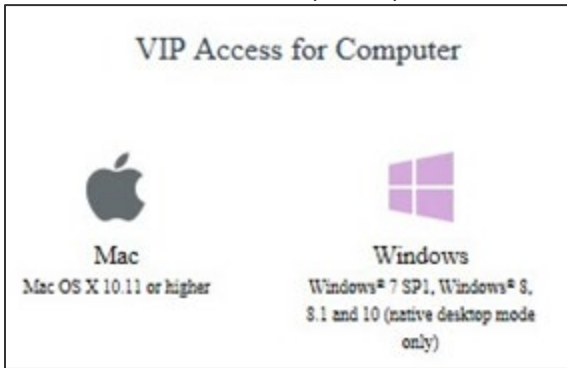 VIP Access for Computer
Mac
Mac OS X 10.11 or higher
Windows
Windows® 7 SP1, Windows® 8,
8.1 and 10 (native desktop mode
only)